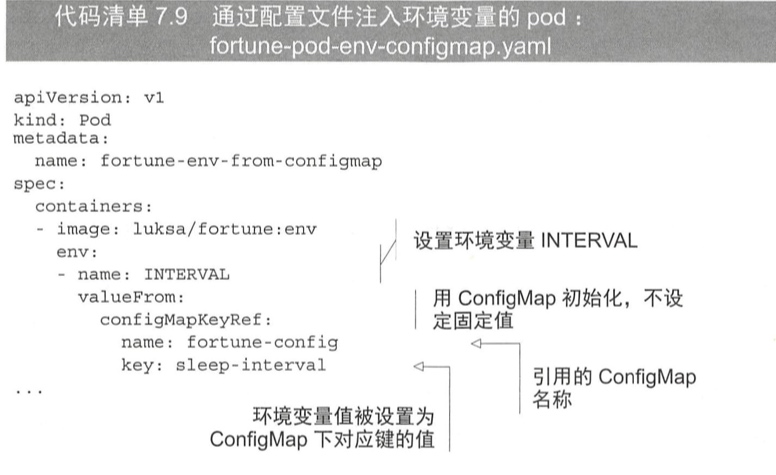 代码清单 7.9 通过配置文件注入环境变量的 pod：
fortune-pod-env-configmap.yaml
apiVersion: v1
kind: Pod
metadata:
  name: fortune-env-from-configmap
spec:
  containers:
  - image: luksa/fortune:env
    env:
    - name: INTERVAL
      valueFrom:
        configMapKeyRef:
          name: fortune-config
          key: sleep-interval
...
设置环境变量 INTERVAL
用 ConfigMap 初始化，不设
定固定值
引用的 ConfigMap
名称
环境变量值被设置为
ConfigMap 下对应键的值